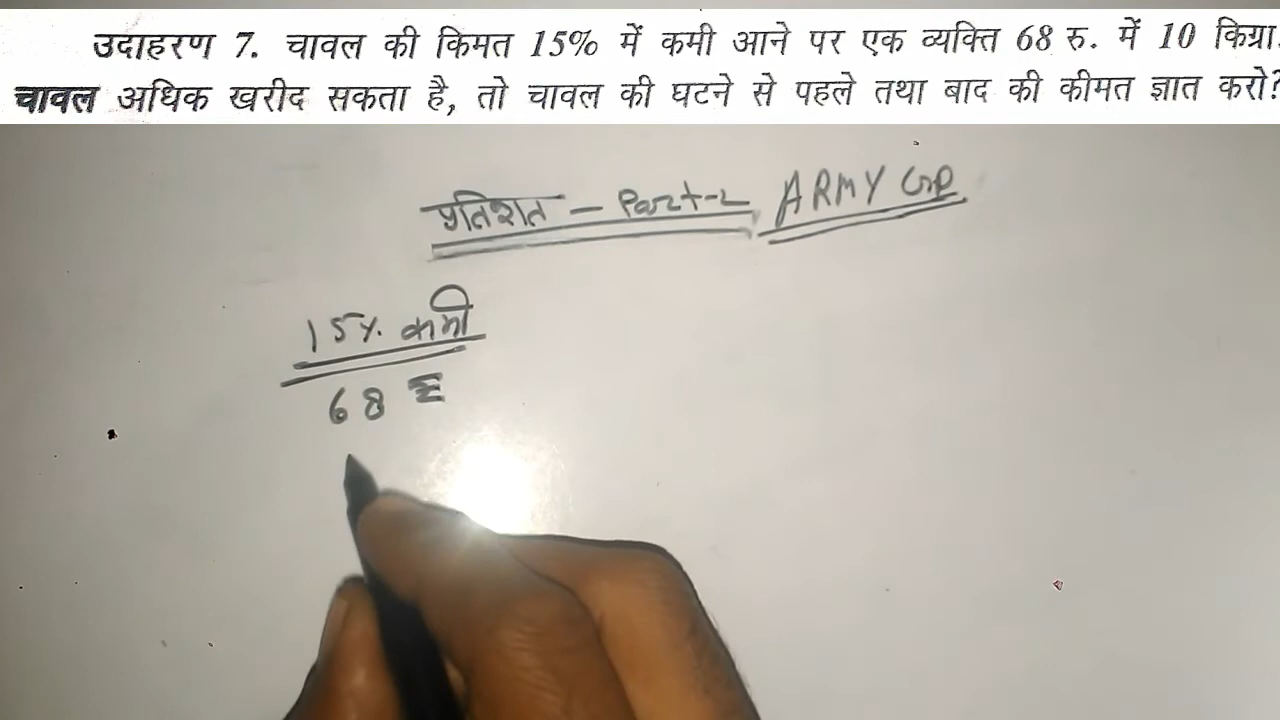 उदाहरण 7. चावल की किमत 15% में कमी आने पर एक व्यक्ति 68 रु. में 10 किग्रा.
चावल अधिक खरीद सकता है, तो चावल की घटने से पहले तथा बाद की कीमत ज्ञात करो?
प्रतिशत – Part-2 ARMY GD
15% कमी
68 रु